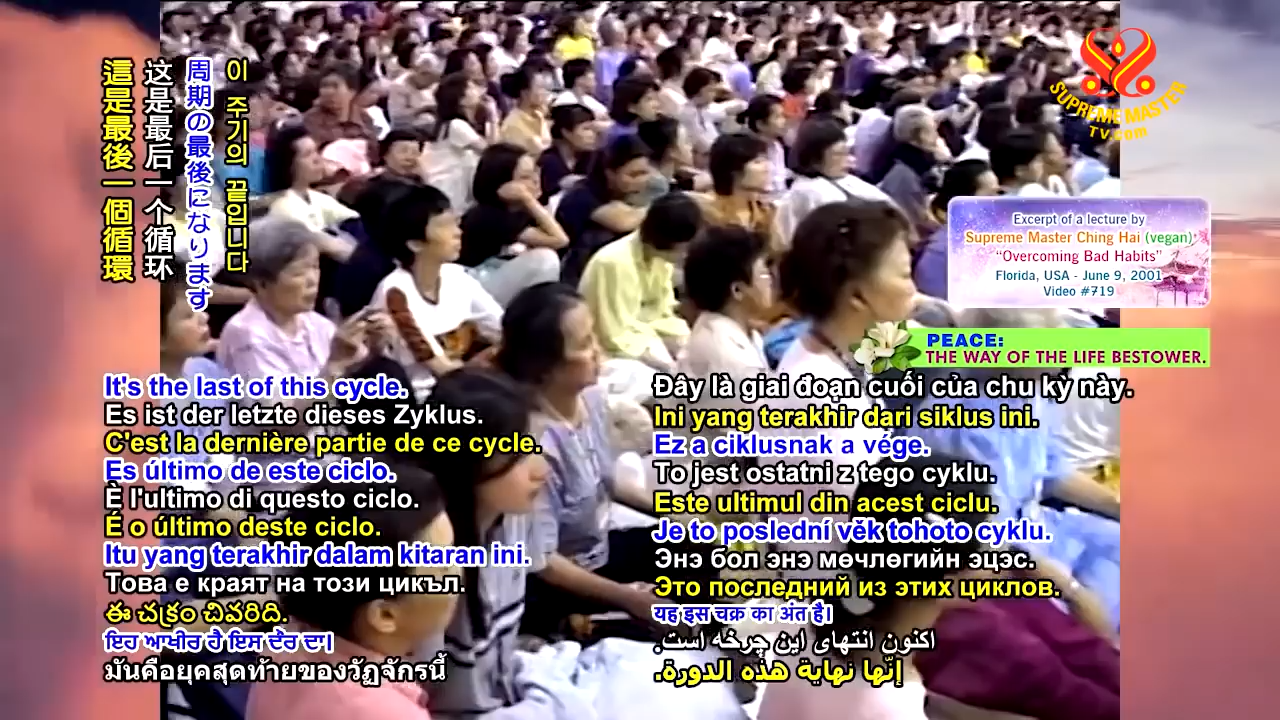 這是最後一個循環
这是最后一个循环
周期の最後になります
이 주기의 끝입니다
SUPREME MASTER
TV.com
Excerpt of a lecture by
Supreme Master Ching Hai (vegan)
"Overcoming Bad Habits"
Florida, USA - June 9, 2001
Video #719
PEACE:
THE WAY OF THE LIFE BESTOWER.
It's the last of this cycle.
Es ist der letzte dieses Zyklus.
C'est la dernière partie de ce cycle.
Es último de este ciclo.
È l'ultimo di questo ciclo.
É o último deste ciclo.
Itu yang terakhir dalam kitaran ini.
Това е краят на този цикъл.
ఈ చక్రం చివరిది.
ਇਹ ਆਖੀਰ ਹੈ ਇਸ ਦੌਰ ਦਾ।
มันคือยุคสุดท้ายของวัฏจักรนี้
Đây là giai đoạn cuối của chu kỳ này.
Ini yang terakhir dari siklus ini.
Ez a ciklusnak a vége.
To jest ostatni z tego cyklu.
Este ultimul din acest ciclu.
Je to poslední věk tohoto cyklu.
Энэ бол энэ мөчлөгийн эцэс.
Это последний из этих циклов.
यह इस चक्र का अंत है।
اکنون انتهای این چرخه است.
إنّها نهاية هذه الدورة.